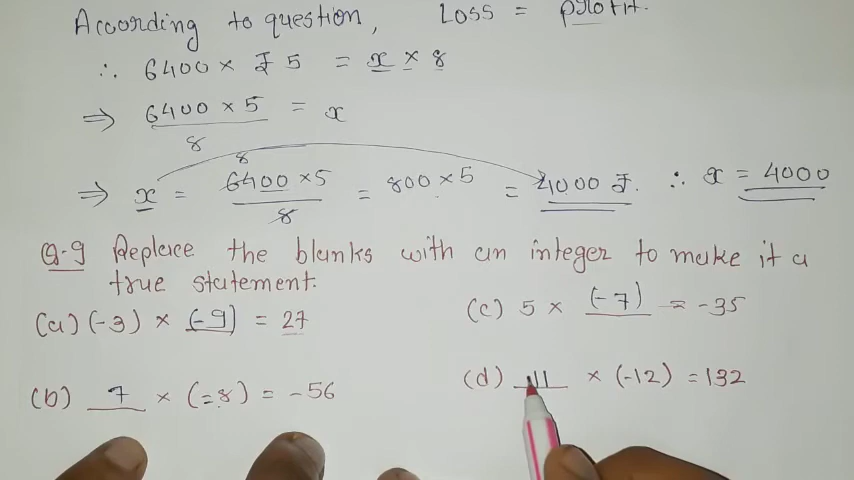 According to question, Loss = profit.
∴ 6400 × ₹ 5 = x × 8
⇒ 6400 × 5 / 8 = x
⇒ x = 6400 × 5 / 8 = 800 × 5 = 4000 ₹. ∴ x = 4000
8
Q-9 Replace the blanks with an integer to make it a
true statement.
(a) (-3) × (-9) = 27
(b) 7 × (-8) = -56
(c) 5 × (-7) = -35
(d) 11 × (-12) = 132